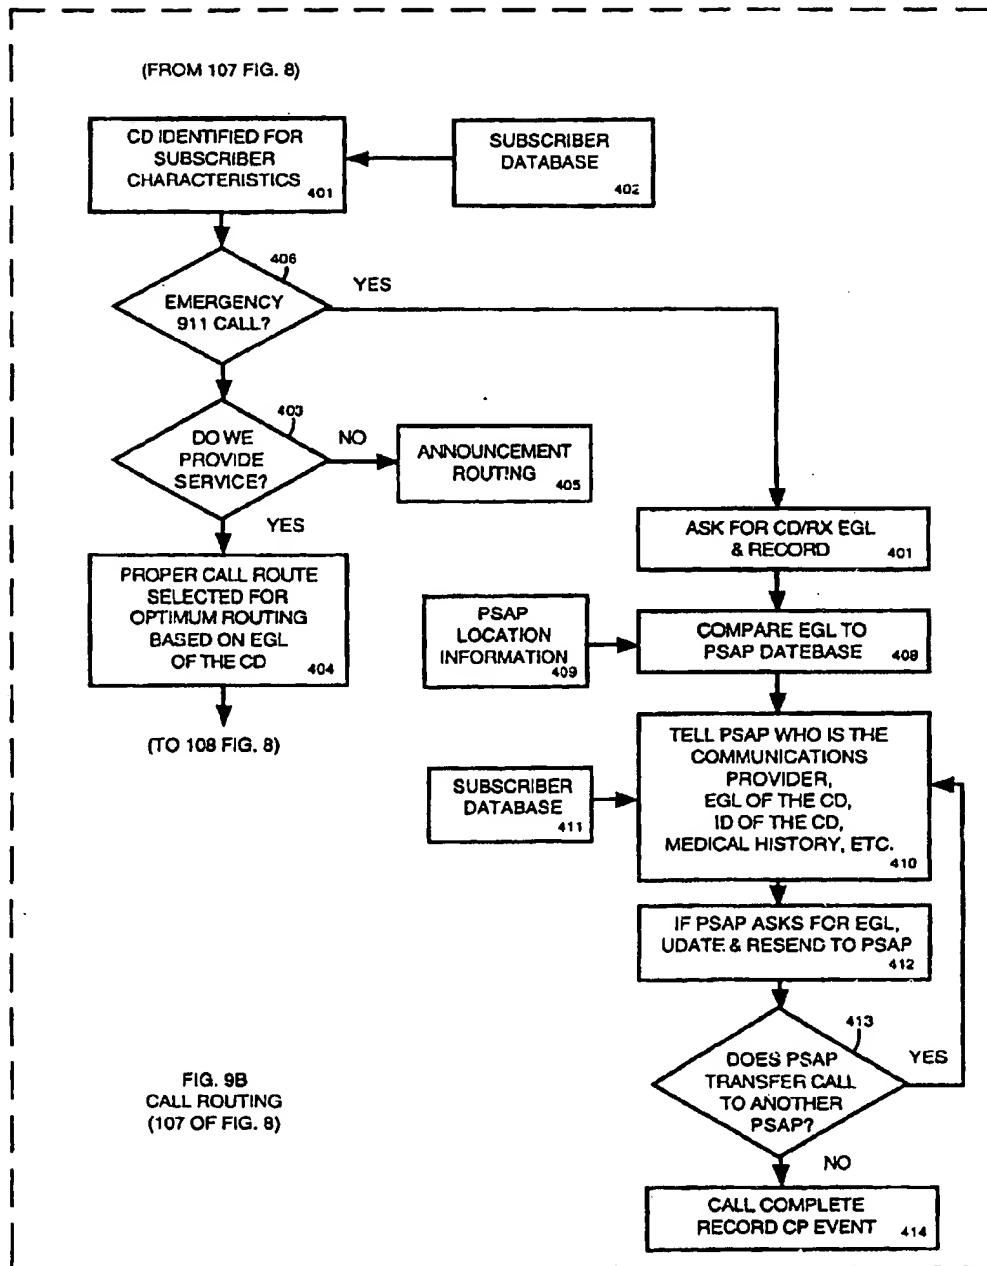 (FROM 107 FIG. 8)
CD IDENTIFIED FOR
SUBSCRIBER
CHARACTERISTICS
401
SUBSCRIBER
DATABASE
402
406
YES
EMERGENCY
911 CALL?
403
DO WE
PROVIDE
SERVICE?
NO
ANNOUNCEMENT
ROUTING
405
YES
PROPER CALL ROUTE
SELECTED FOR
OPTIMUM ROUTING
BASED ON EGL
OF THE CD
404
(TO 108 FIG. 8)
ASK FOR CD/RX EGL
& RECORD
401
PSAP
LOCATION
INFORMATION
409
COMPARE EGL TO
PSAP DATEBASE
408
TELL PSAP WHO IS THE
COMMUNICATIONS
PROVIDER,
EGL OF THE CD,
ID OF THE CD,
MEDICAL HISTORY, ETC.
410
SUBSCRIBER
DATABASE
411
IF PSAP ASKS FOR EGL,
UDATE & RESEND TO PSAP
412
413
DOES PSAP
TRANSFER CALL
TO ANOTHER
PSAP?
YES
NO
CALL COMPLETE
RECORD CP EVENT
414
FIG. 9B
CALL ROUTING
(107 OF FIG. 8)